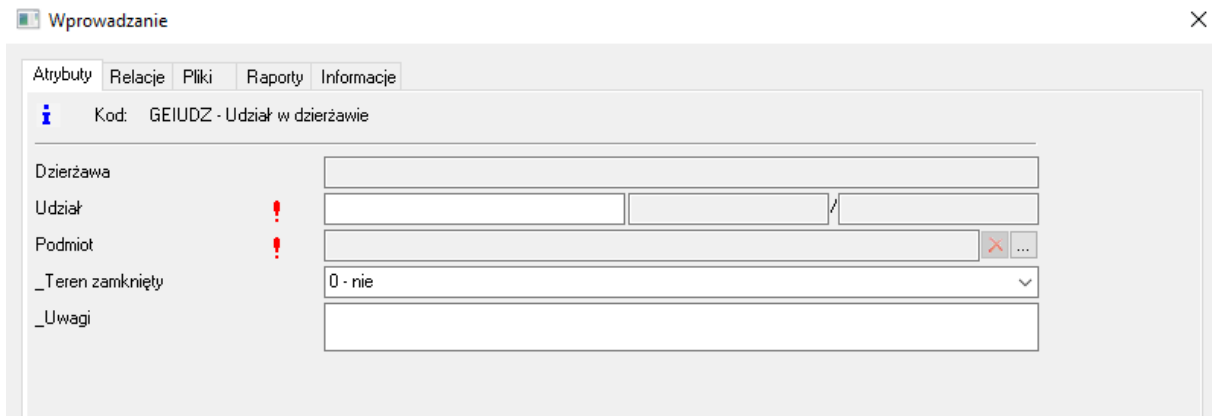 Wprowadzanie
Atrybuty Relacje Pliki Raporty Informacje
i Kod: GEIUDZ - Udział w dzierżawie
Dzierżawa
Udział ! /
Podmiot ! ...
_Teren zamknięty 0 - nie
_Uwagi